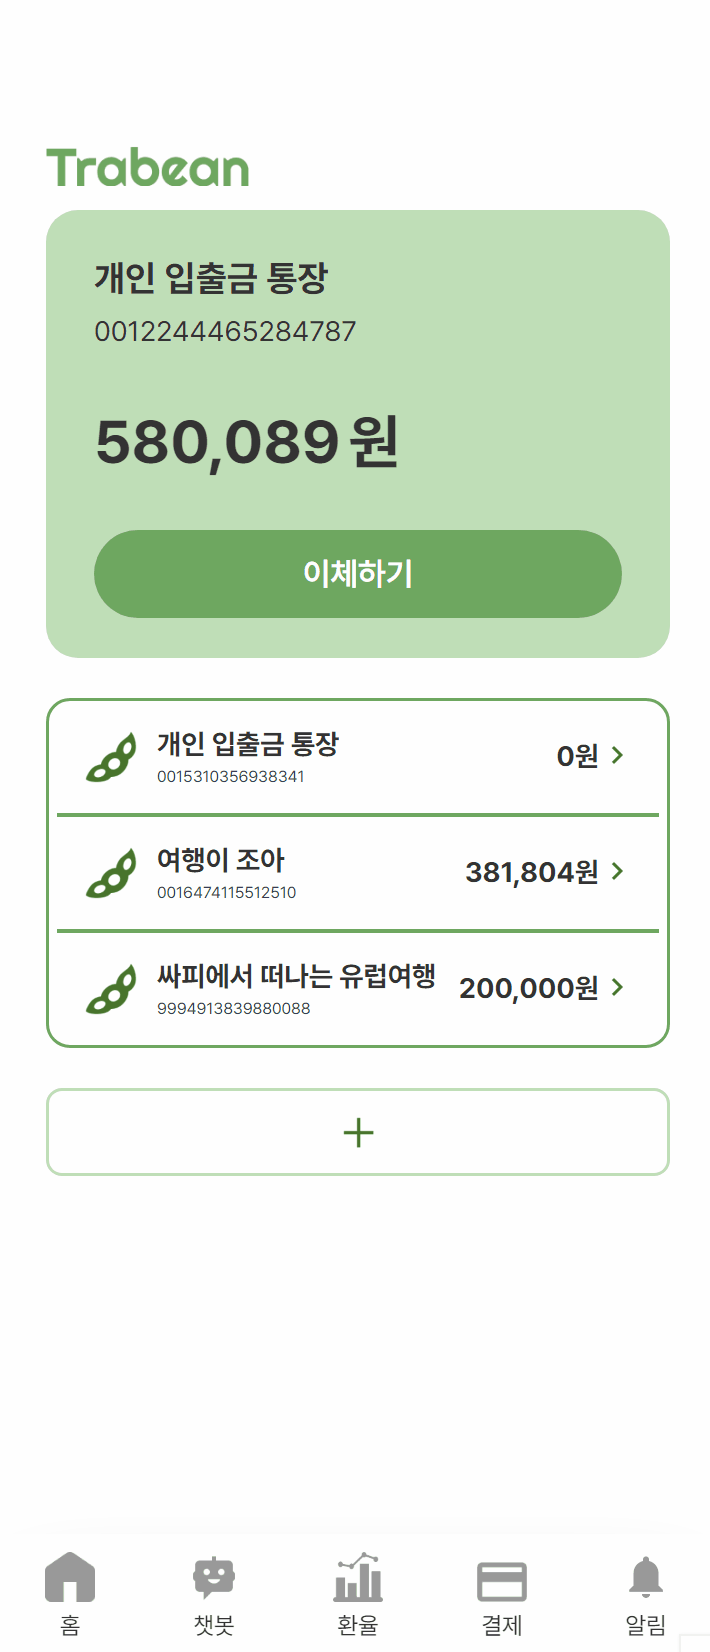 Trabean
개인 입출금 통장
0012244465284787
580,089 원
이체하기
개인 입출금 통장
0015310356938341
0원
여행이 조아
0016474115512510
381,804원
싸피에서 떠나는 유럽여행
9994913839880088
200,000원
홈
챗봇
환율
결제
알림